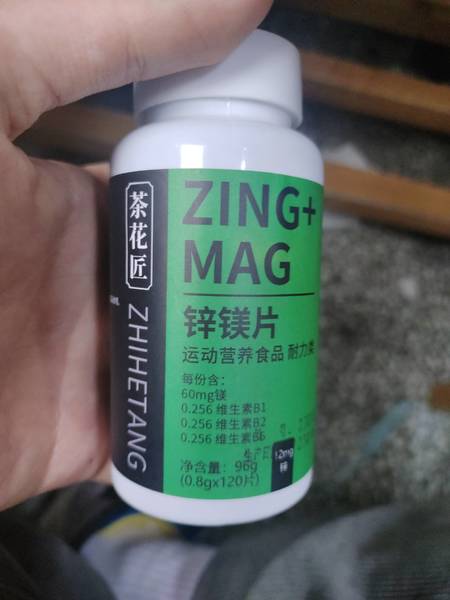 茶花匠
ZHIHETANG
ZING+
MAG
锌镁片
运动营养食品 耐力类
每份含：
60mg镁
0.256 维生素B1
0.256 维生素B2
0.256 维生素B6
12mg
锌
净含量：96g
(0.8gx120片)